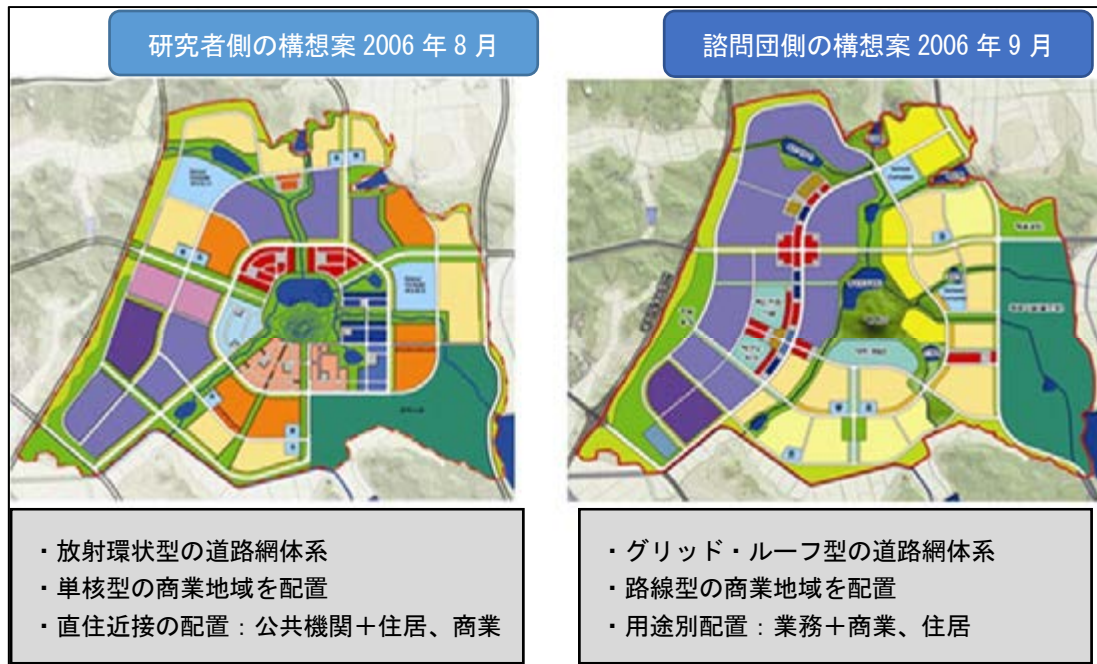 研究者側の構想案 2006 年 8 月
諮問団側の構想案 2006 年 9 月
・放射環状型の道路網体系
・単核型の商業地域を配置
・直住近接の配置：公共機関＋住居、商業
・グリッド・ルーフ型の道路網体系
・路線型の商業地域を配置
・用途別配置：業務＋商業、住居